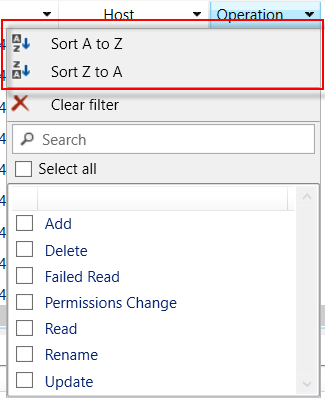 Host Operation
Sort A to Z
Sort Z to A
Clear filter
Search
Select all
Add
Delete
Failed Read
Permissions Change
Read
Rename
Update